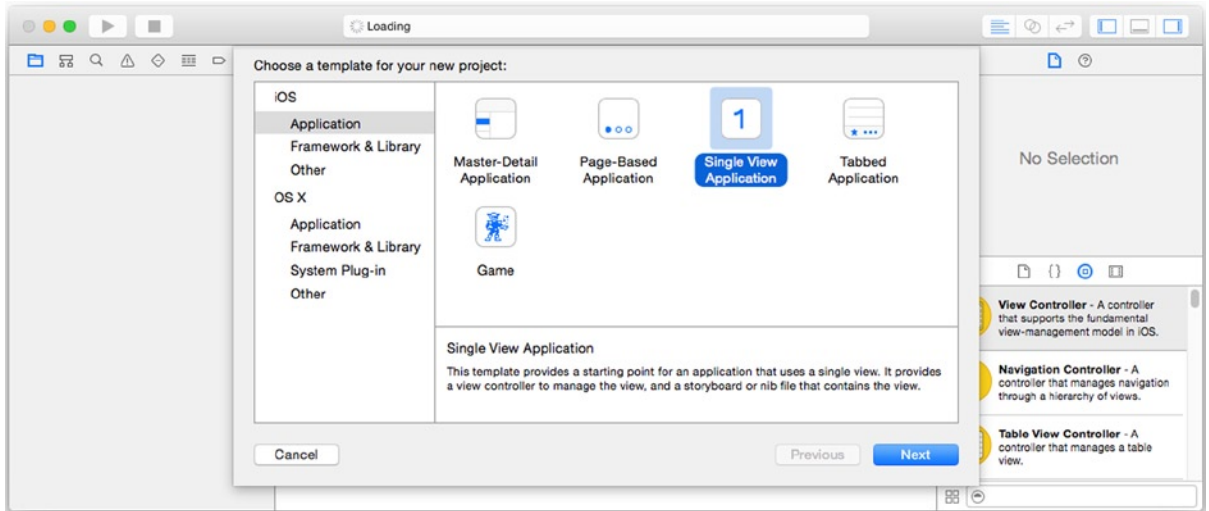 Loading
Choose a template for your new project:
iOS
Application
Framework & Library
Other
OS X
Application
Framework & Library
System Plug-in
Other
Master-Detail
Application
Page-Based
Application
1
Single View
Application
Tabbed
Application
Game
Single View Application
This template provides a starting point for an application that uses a single view. It provides
a view controller to manage the view, and a storyboard or nib file that contains the view.
Cancel
Previous
Next
No Selection
{}
View Controller - A controller
that supports the fundamental
view-management model in iOS.
Navigation Controller - A
controller that manages navigation
through a hierarchy of views.
Table View Controller - A
controller that manages a table
view.